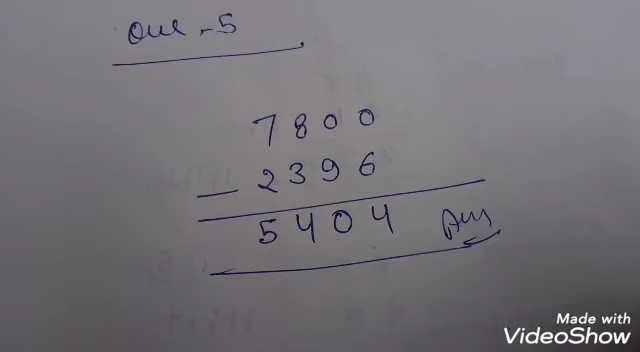 Que - 5
7800
- 2396
5404 Ans
Made with
VideoShow